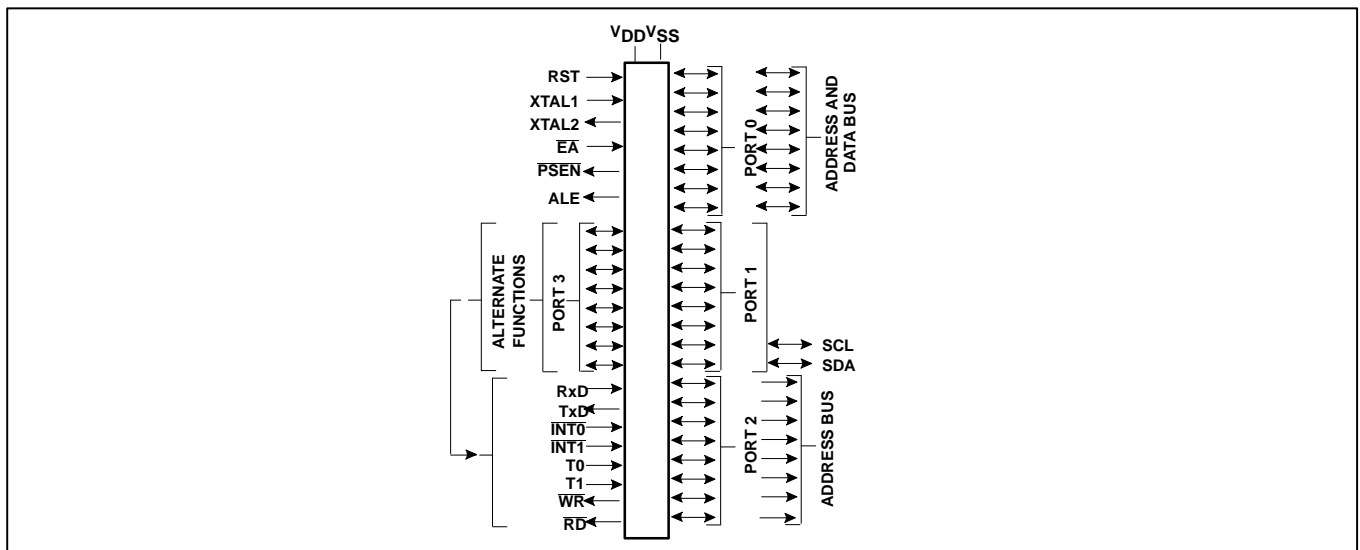 VDD VSS
RST
XTAL1
XTAL2
EA
PSEN
ALE
PORT 0
ADDRESS AND
DATA BUS
ALTERNATE
FUNCTIONS
PORT 3
PORT 1
SCL
SDA
RxD
TxD
INT0
INT1
T0
T1
WR
RD
PORT 2
ADDRESS BUS